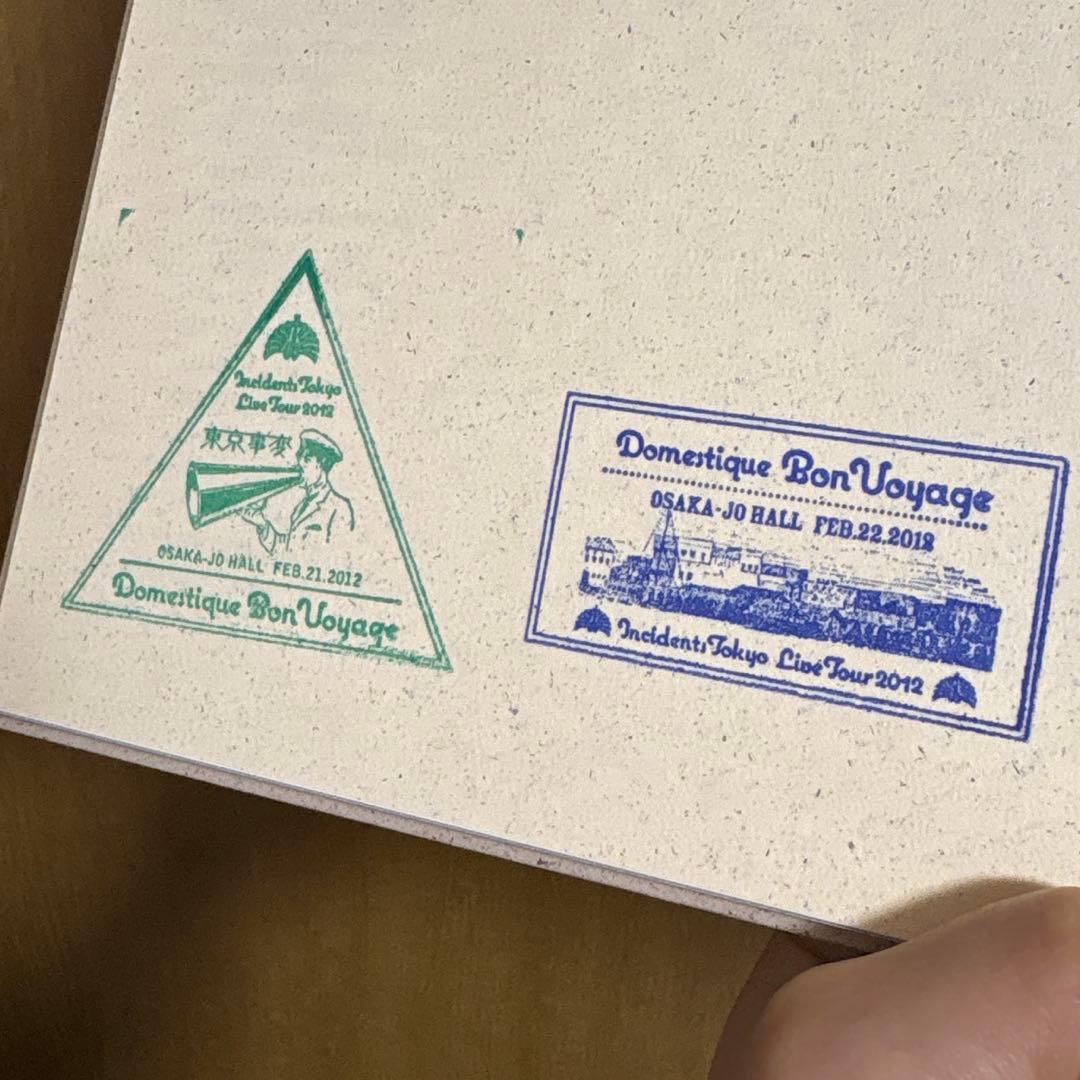 Incidents Tokyo
Live Tour 2012
東京事変
OSAKA-JO HALL FEB.21.2012
Domestique Bon Voyage
Domestique Bon Voyage
OSAKA-JO HALL FEB.22.2012
Incidents Tokyo Live Tour 2012